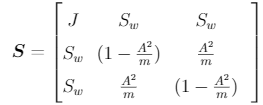 J S_w S_w
S = [ S_w (1 − A²/m) A²/m ]
S_w A²/m (1 − A²/m)